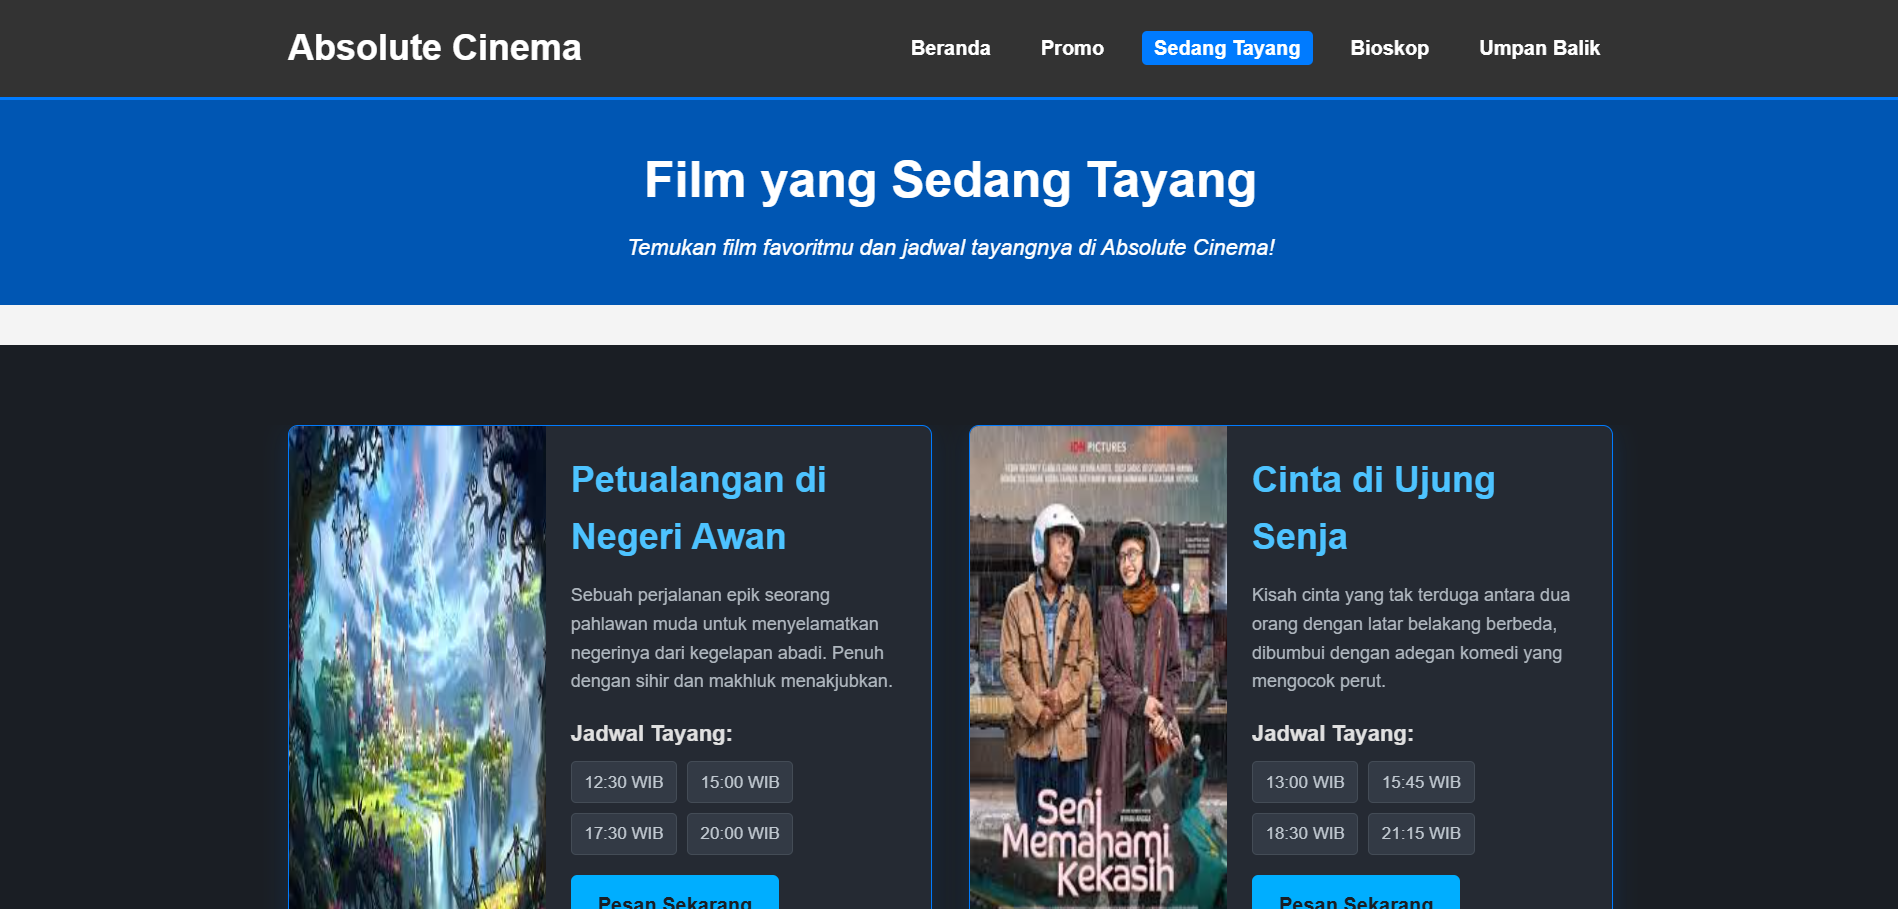 Absolute Cinema
Beranda
Promo
Sedang Tayang
Bioskop
Umpan Balik
Film yang Sedang Tayang
Temukan film favoritmu dan jadwal tayangnya di Absolute Cinema!
Petualangan di
Negeri Awan
Sebuah perjalanan epik seorang
pahlawan muda untuk menyelamatkan
negerinya dari kegelapan abadi. Penuh
dengan sihir dan makhluk menakjubkan.
Jadwal Tayang:
12:30 WIB
15:00 WIB
17:30 WIB
20:00 WIB
Pesan Sekarang
IDN PICTURES
Seni
Memahami
Kekasih
Cinta di Ujung
Senja
Kisah cinta yang tak terduga antara dua
orang dengan latar belakang berbeda,
dibumbui dengan adegan komedi yang
mengocok perut.
Jadwal Tayang:
13:00 WIB
15:45 WIB
18:30 WIB
21:15 WIB
Pesan Sekarang